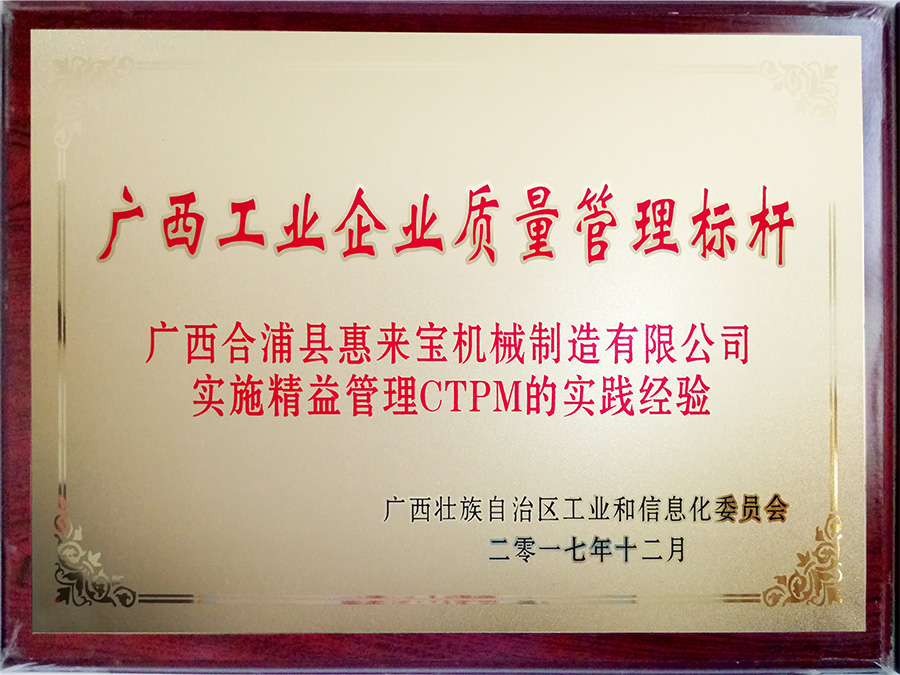 广西工业企业质量管理标杆
广西合浦县惠来宝机械制造有限公司
实施精益管理CTPM的实践经验
广西壮族自治区工业和信息化委员会
二零一七年十二月